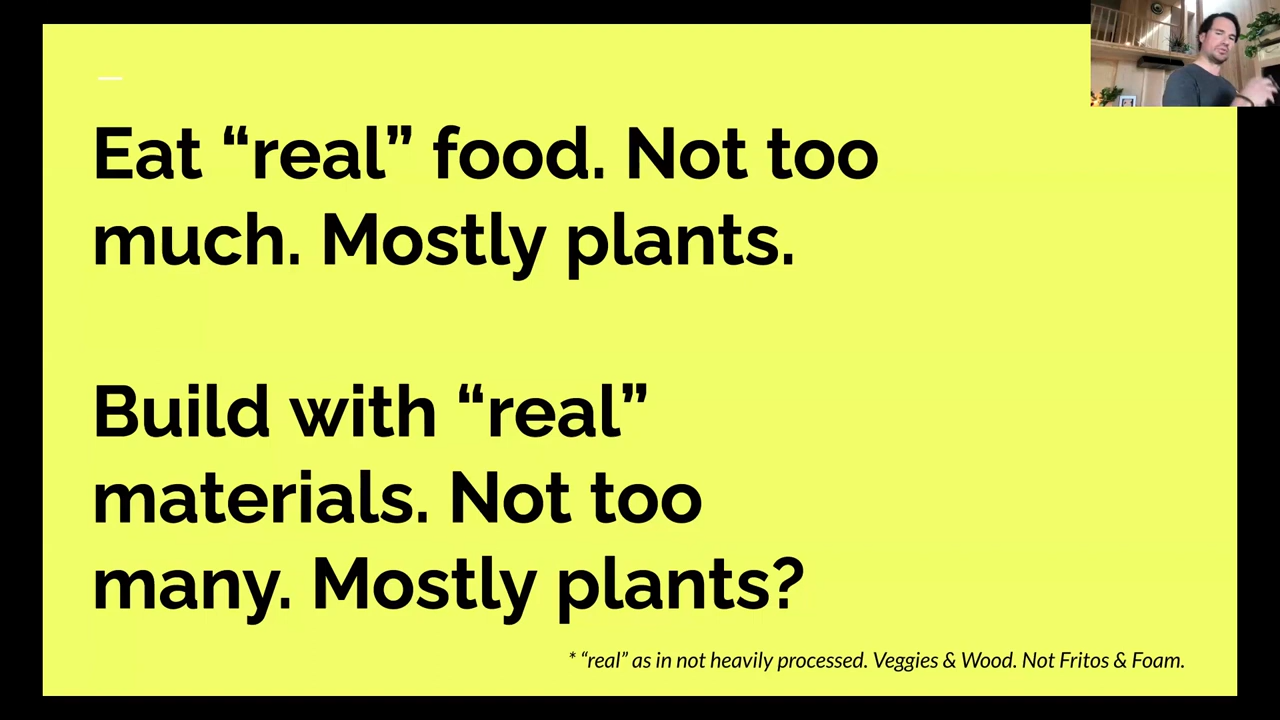 Eat “real” food. Not too
much. Mostly plants.
Build with “real”
materials. Not too
many. Mostly plants?
* “real” as in not heavily processed. Veggies & Wood. Not Fritos & Foam.